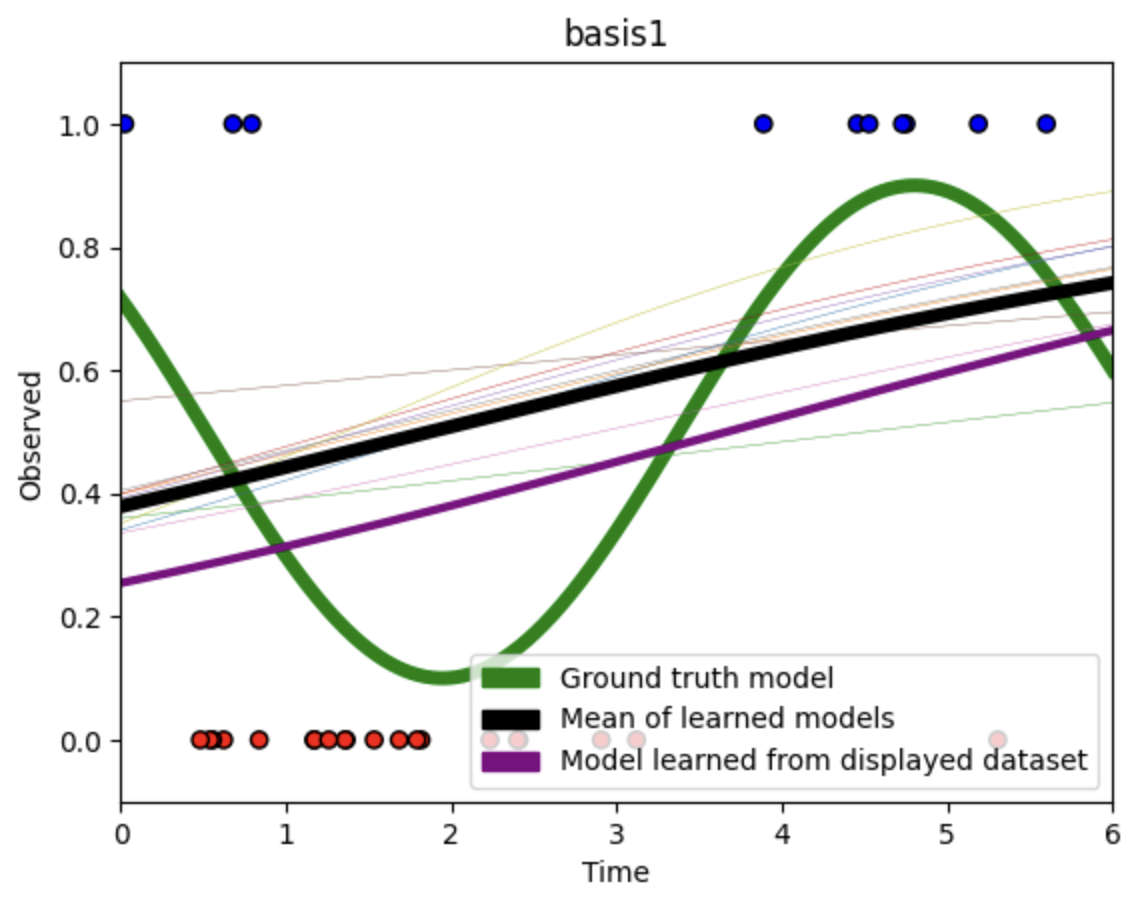 basis1
1.0
0.8
0.6
0.4
0.2
0.0
Observed
Ground truth model
Mean of learned models
Model learned from displayed dataset
0 1 2 3 4 5 6
Time